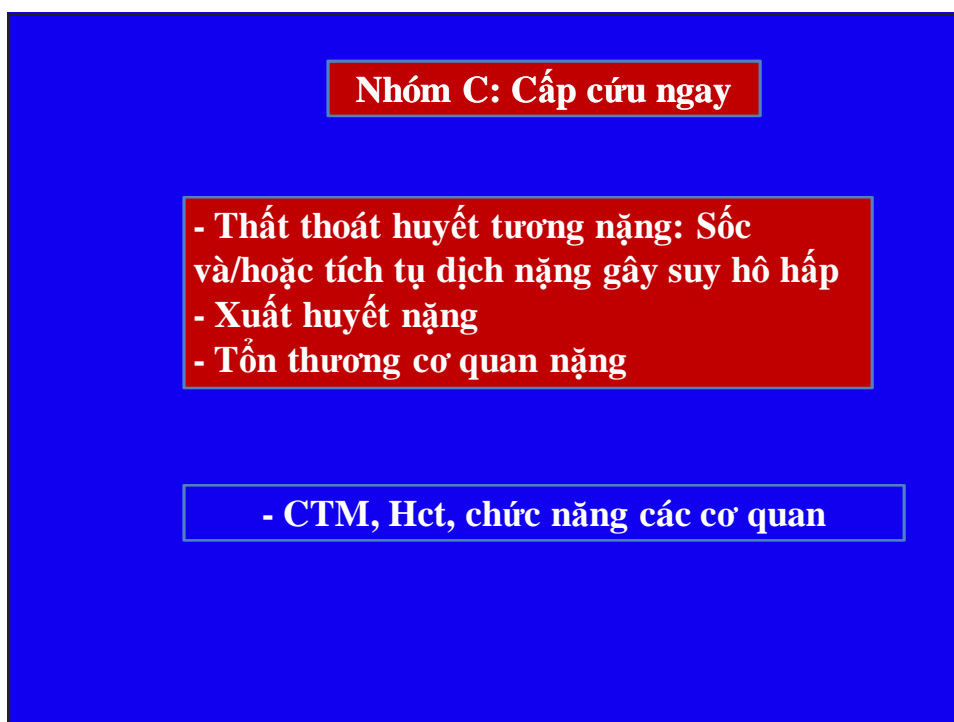 Nhóm C: Cấp cứu ngay
- Thất thoát huyết tương nặng: Sốc
và/hoặc tích tụ dịch nặng gây suy hô hấp
- Xuất huyết nặng
- Tổn thương cơ quan nặng
- CTM, Hct, chức năng các cơ quan